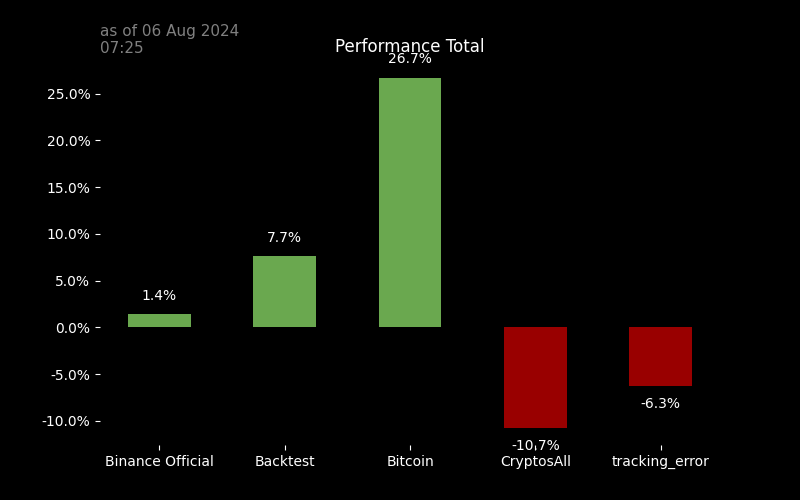 as of 06 Aug 2024
07:25
Performance Total
26.7%
25.0%
20.0%
15.0%
10.0%
5.0%
0.0%
-5.0%
-10.0%
1.4%
7.7%
-10.7%
-6.3%
Binance Official
Backtest
Bitcoin
CryptosAll
tracking_error